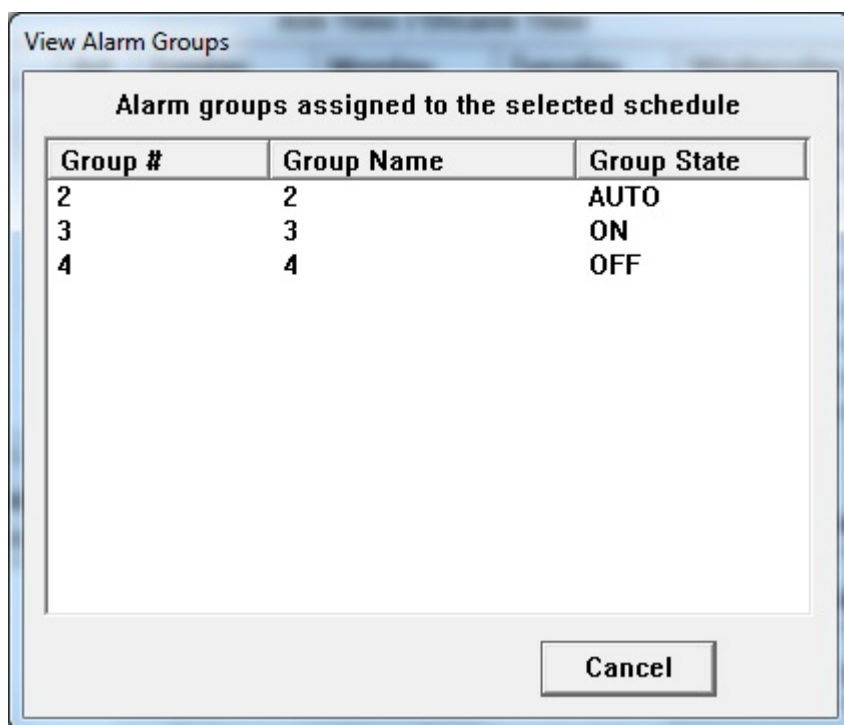 View Alarm Groups
Alarm groups assigned to the selected schedule
Group # Group Name Group State
2 2 AUTO
3 3 ON
4 4 OFF
Cancel